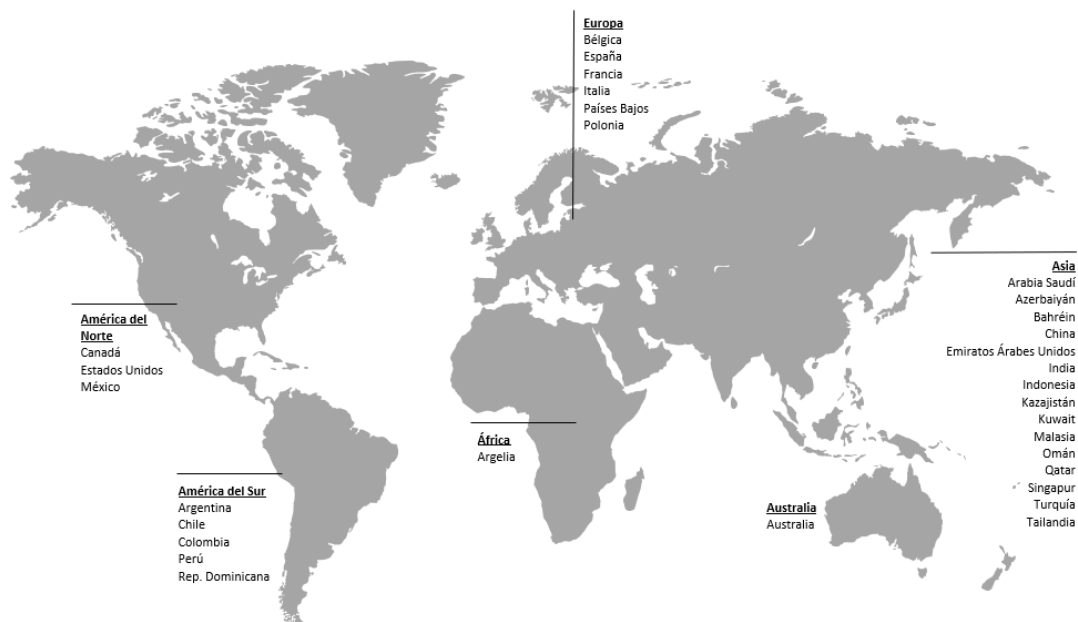 Europa
Bélgica
España
Francia
Italia
Países Bajos
Polonia
América del
Norte
Canadá
Estados Unidos
México
América del Sur
Argentina
Chile
Colombia
Perú
Rep. Dominicana
África
Argelia
Australia
Australia
Asia
Arabia Saudí
Azerbaiyán
Bahréin
China
Emiratos Árabes Unidos
India
Indonesia
Kazajistán
Kuwait
Malasia
Omán
Qatar
Singapur
Turquía
Tailandia